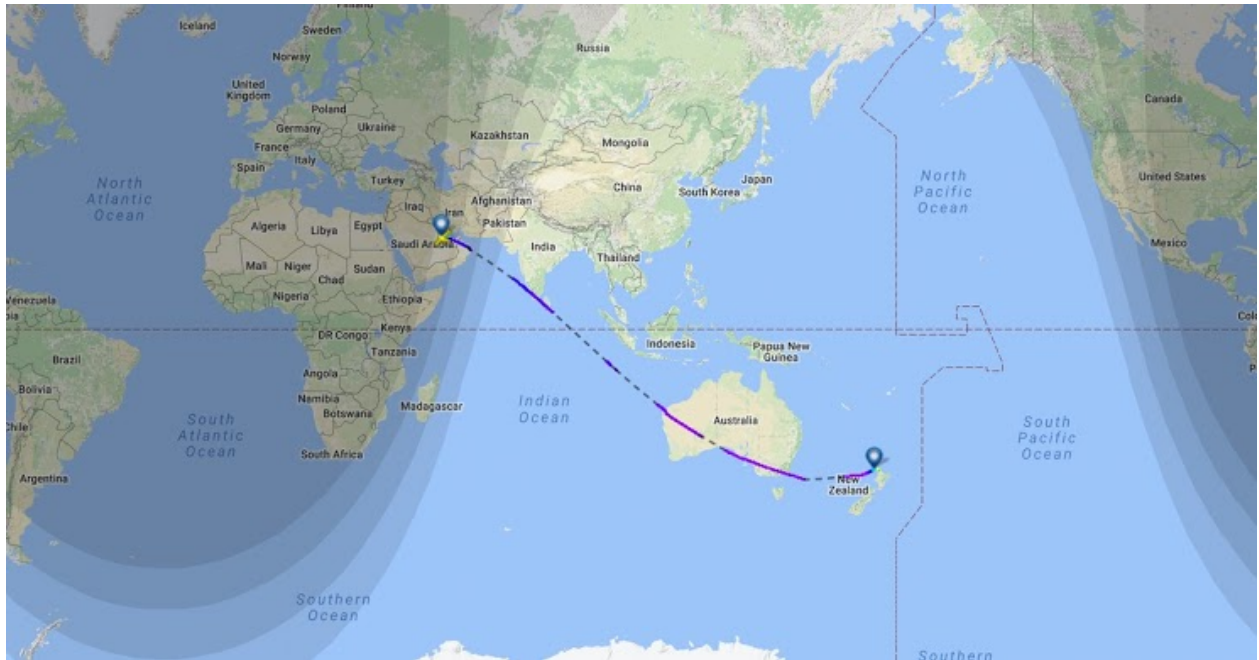 Finland
Iceland
Sweden
Russia
Norway
Canada
United
Kingdom
Poland
Germany
Ukraine
Kazakhstan
France
Mongolia
Italy
Spain
North
Atlantic
Ocean
Turkey
South Korea
Japan
China
North
Pacific
Ocean
United States
Afghanistan
Iraq
Iran
Pakistan
Algeria
Libya
Egypt
Saudi Arabia
India
Mexico
Thailand
Mali
Niger
Sudan
Chad
Nigeria
Ethiopia
Venezuela
DR Congo
Kenya
Indonesia
Papua New
Guinea
Tanzania
Brazil
Angola
Bolivia
Namibia
Botswana
Madagascar
Indian
Ocean
Australia
South
Atlantic
Ocean
South
Pacific
Ocean
Chile
South Africa
Argentina
New
Zealand
Southern
Ocean
Southern